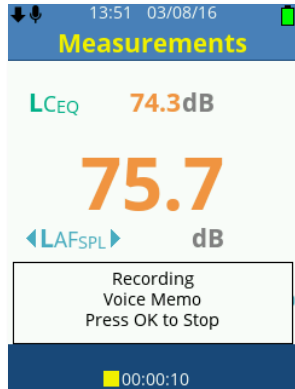 13:51 03/08/16
Measurements
LCEQ 74.3dB
75.7
LAFSPL dB
Recording
Voice Memo
Press OK to Stop
00:00:10